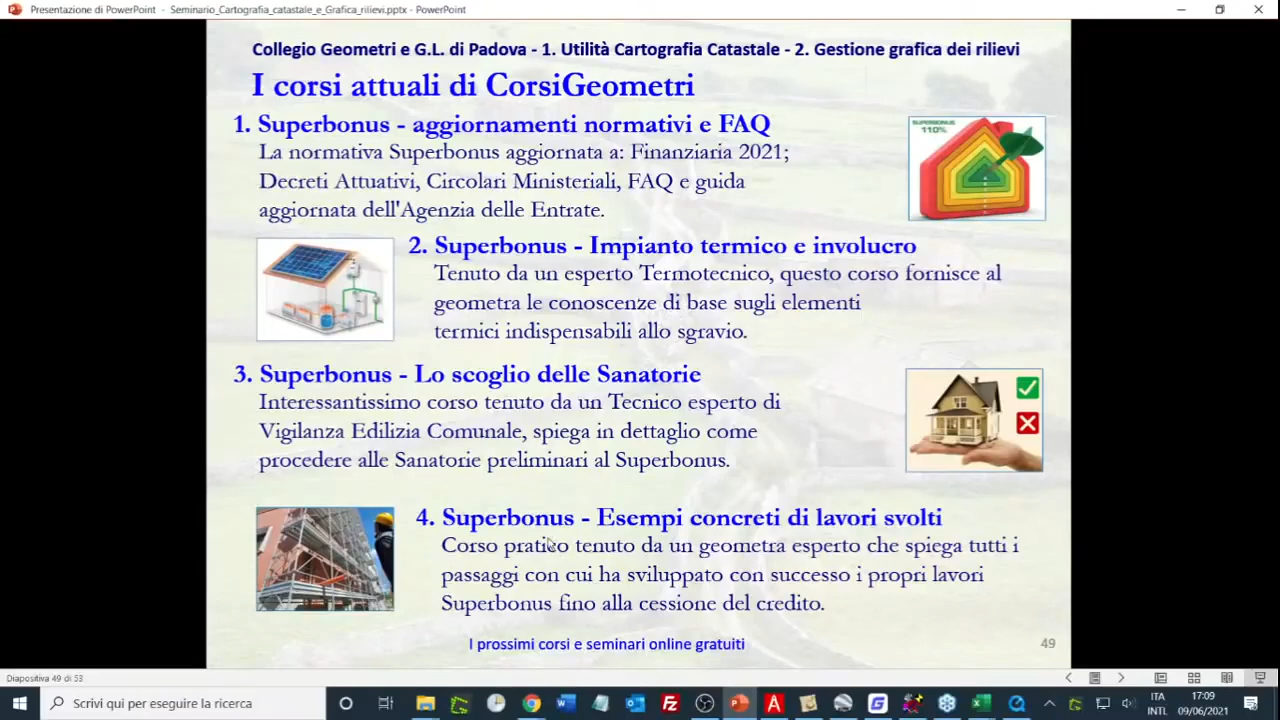 Presentazione di PowerPoint - Seminario_Cartografia_catastale_e_Grafica_rilievi.pptx - PowerPoint
Collegio Geometri e G.L. di Padova - 1. Utilità Cartografia Catastale - 2. Gestione grafica dei rilievi
I corsi attuali di CorsiGeometri
1. Superbonus - aggiornamenti normativi e FAQ
La normativa Superbonus aggiornata a: Finanziaria 2021;
Decreti Attuativi, Circolari Ministeriali, FAQ e guida
aggiornata dell'Agenzia delle Entrate.
SUPERBONUS
110%
2. Superbonus - Impianto termico e involucro
Tenuto da un esperto Termotecnico, questo corso fornisce al
geometra le conoscenze di base sugli elementi
termici indispensabili allo sgravio.
3. Superbonus - Lo scoglio delle Sanatorie
Interessantissimo corso tenuto da un Tecnico esperto di
Vigilanza Edilizia Comunale, spiega in dettaglio come
procedere alle Sanatorie preliminari al Superbonus.
4. Superbonus - Esempi concreti di lavori svolti
Corso pratico tenuto da un geometra esperto che spiega tutti i
passaggi con cui ha sviluppato con successo i propri lavori
Superbonus fino alla cessione del credito.
I prossimi corsi e seminari online gratuiti
49
Diapositiva 49 di 53
Scrivi qui per eseguire la ricerca
ITA
INTL
17:09
09/06/2021